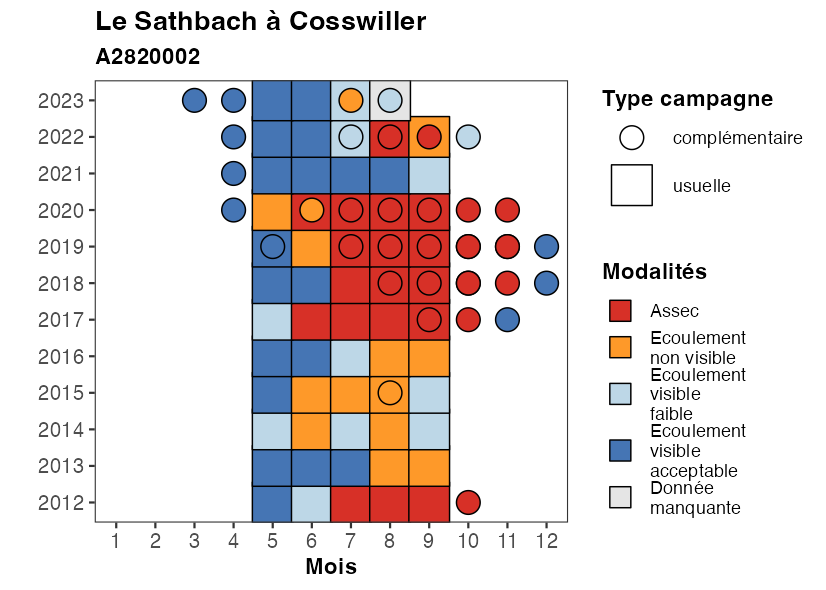 Le Sathbach à Cosswiller
A2820002
2023
2022
2021
2020
2019
2018
2017
2016
2015
2014
2013
2012
1 2 3 4 5 6 7 8 9 10 11 12
Mois
Type campagne
complémentaire
usuelle
Modalités
Assec
Ecoulement
non visible
Ecoulement
visible
faible
Ecoulement
visible
acceptable
Donnée
manquante